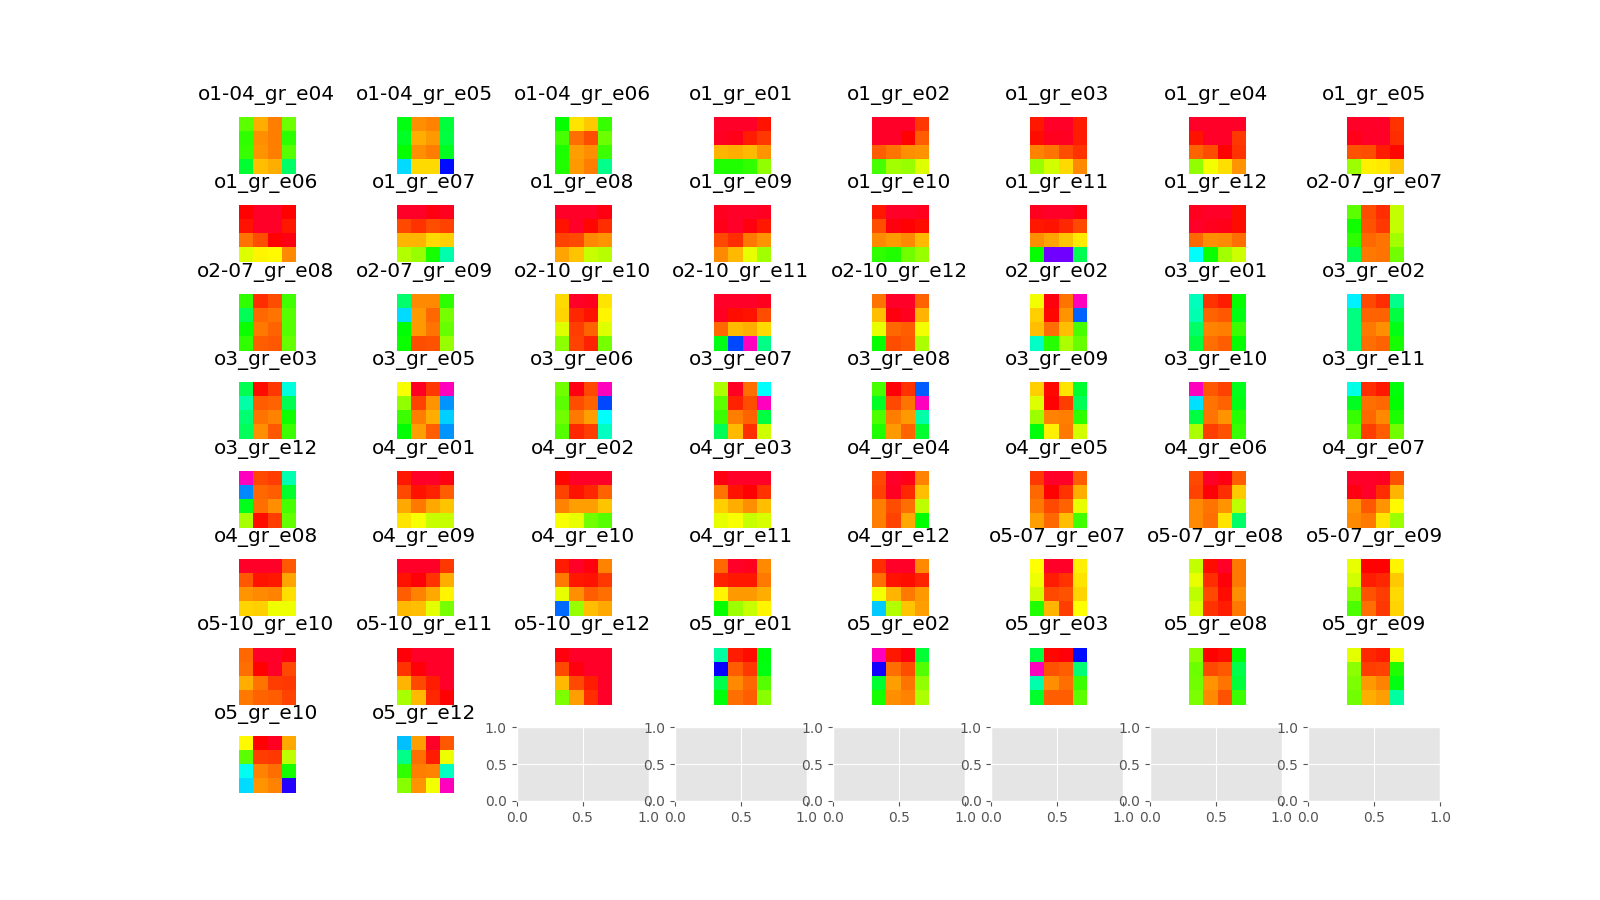 o1-04_gr_e04 o1-04_gr_e05 o1-04_gr_e06 o1_gr_e01 o1_gr_e02 o1_gr_e03 o1_gr_e04 o1_gr_e05
o1_gr_e06 o1_gr_e07 o1_gr_e08 o1_gr_e09 o1_gr_e10 o1_gr_e11 o1_gr_e12 o2-07_gr_e07
o2-07_gr_e08 o2-07_gr_e09 o2-10_gr_e10 o2-10_gr_e11 o2-10_gr_e12 o2_gr_e02 o3_gr_e01 o3_gr_e02
o3_gr_e03 o3_gr_e05 o3_gr_e06 o3_gr_e07 o3_gr_e08 o3_gr_e09 o3_gr_e10 o3_gr_e11
o3_gr_e12 o4_gr_e01 o4_gr_e02 o4_gr_e03 o4_gr_e04 o4_gr_e05 o4_gr_e06 o4_gr_e07
o4_gr_e08 o4_gr_e09 o4_gr_e10 o4_gr_e11 o4_gr_e12 o5-07_gr_e07 o5-07_gr_e08 o5-07_gr_e09
o5-10_gr_e10 o5-10_gr_e11 o5-10_gr_e12 o5_gr_e01 o5_gr_e02 o5_gr_e03 o5_gr_e08 o5_gr_e09
o5_gr_e10 o5_gr_e12
1.0 1.0 1.0 1.0 1.0 1.0
0.5 0.5 0.5 0.5 0.5 0.5
0.0 0.0 0.0 0.0 0.0 0.0
0.0 0.5 1.0 0.0 0.5 1.0 0.0 0.5 1.0 0.0 0.5 1.0 0.0 0.5 1.0 0.0 0.5 1.0